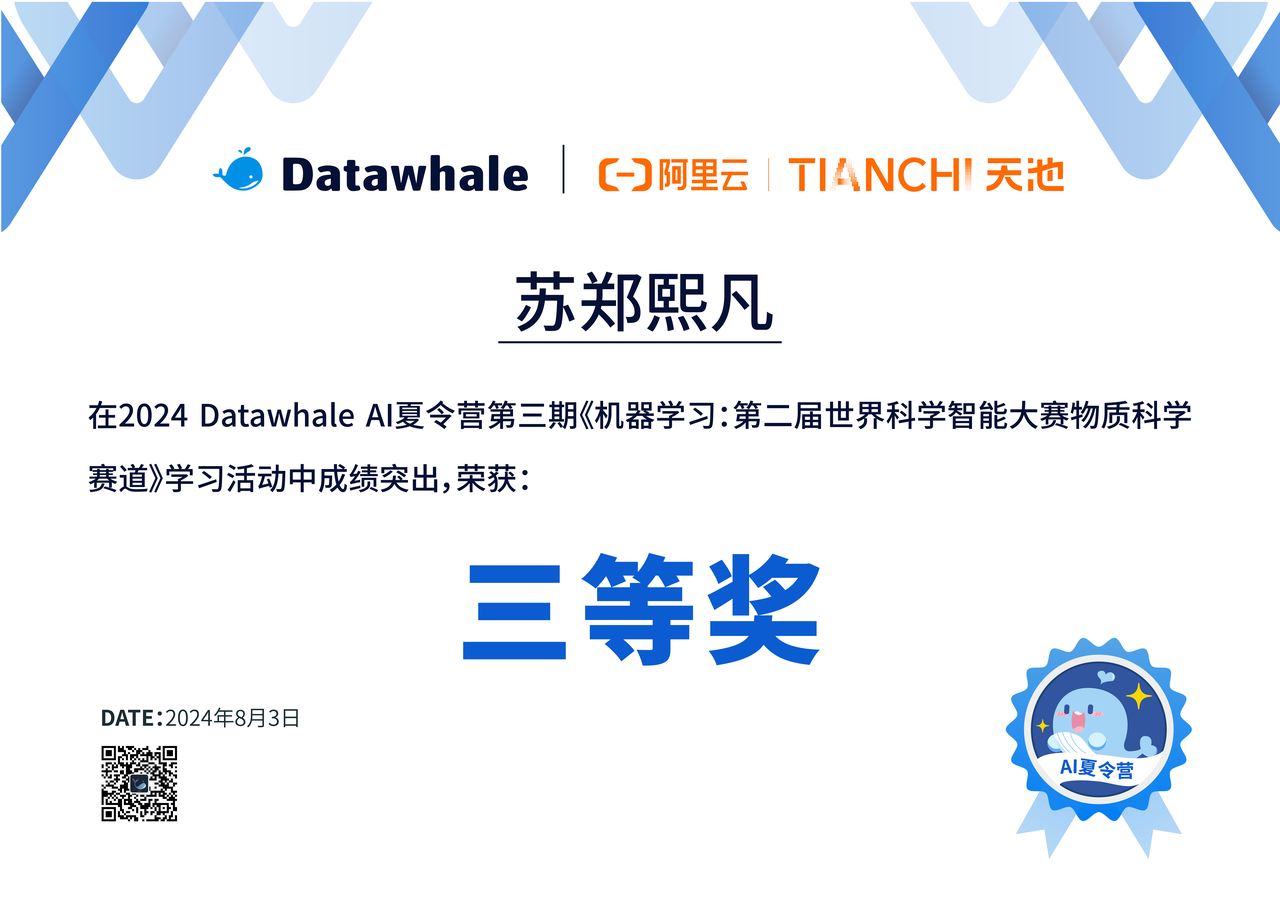 Datawhale | 阿里云 | TIANCHI 天池
苏郑熙凡
在2024 Datawhale AI夏令营第三期《机器学习：第二届世界科学智能大赛物质科学
赛道》学习活动中成绩突出，荣获：
三等奖
DATE：2024年8月3日
AI夏令营